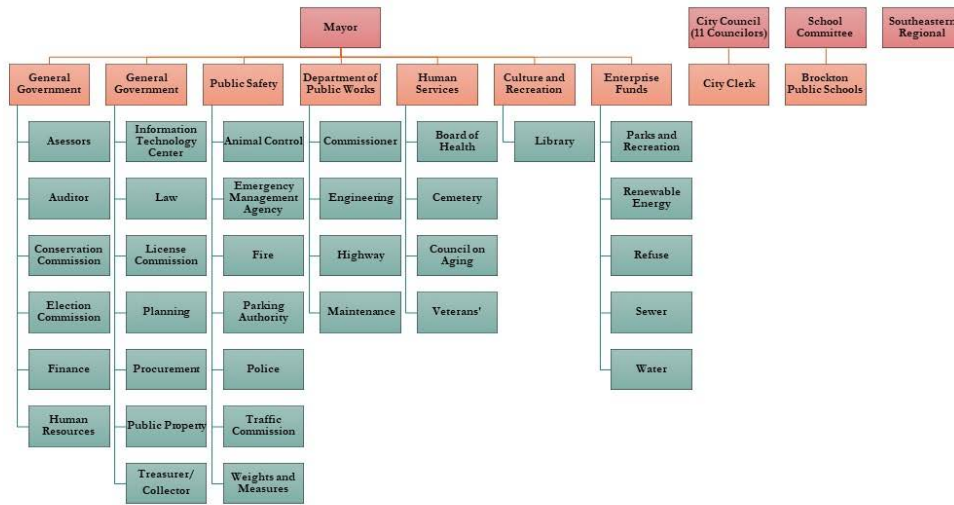 Mayor
City Council
(11 Councilors)
School
Committee
Southeastern
Regional
General
Government
General
Government
Public Safety
Department of
Public Works
Human
Services
Culture and
Recreation
Enterprise
Funds
City Clerk
Brockton
Public Schools
Asessors
Auditor
Conservation
Commission
Election
Commission
Finance
Human
Resources
Information
Technology
Center
Law
License
Commission
Planning
Procurement
Public Property
Treasurer/
Collector
Animal Control
Emergency
Management
Agency
Fire
Parking
Authority
Police
Traffic
Commission
Weights and
Measures
Commissioner
Engineering
Highway
Maintenance
Board of
Health
Cemetery
Council on
Aging
Veterans'
Library
Parks and
Recreation
Renewable
Energy
Refuse
Sewer
Water